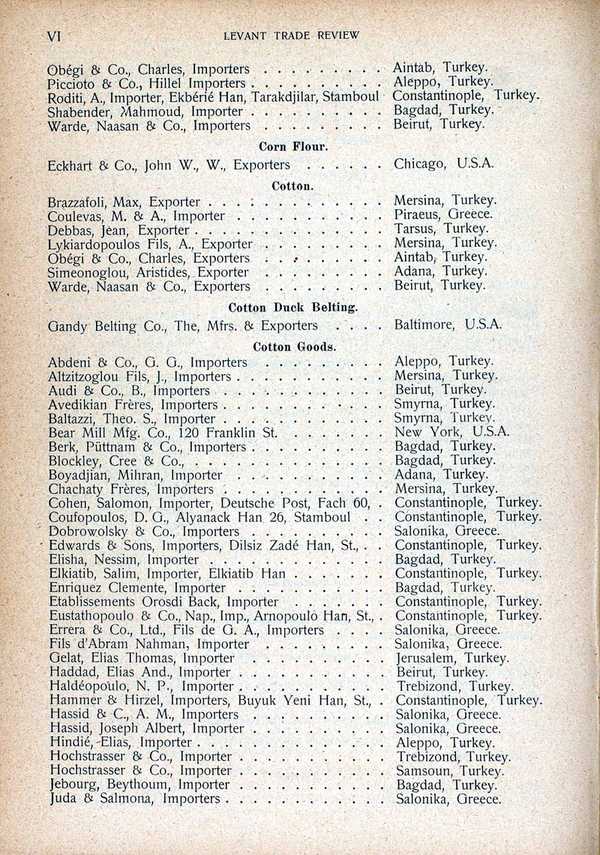 VI LEVANT TRADE REVIEW
Obégi & Co., Charles, Importers . . . . . . . . . Aintab, Turkey.
Piccioto & Co., Hillel Importers . . . . . . . . . . Aleppo, Turkey.
Roditi, A., Importer, Ekbérié Han, Tarakdjilar, Stamboul Constantinople, Turkey.
Shabender, Mahmoud, Importer . . . . . . . . . . Bagdad, Turkey.
Warde, Naasan & Co., Importers . . . . . . . . . . Beirut, Turkey.
Corn Flour.
Eckhart & Co., John W., W., Exporters . . . . . . Chicago, U.S.A.
Cotton.
Brazzafoli, Max, Exporter . . . . . . . . . . . . . Mersina, Turkey.
Coulevas, M. & A., Importer . . . . . . . . . . . Piraeus, Greece.
Debbas, Jean, Exporter . . . . . . . . . . . . . . Tarsus, Turkey.
Lykiardopoulos Fils, A., Exporter . . . . . . . . . Mersina, Turkey.
Obégi & Co., Charles, Exporters . . . . . . . . . Aintab, Turkey.
Simeonoglou, Aristides, Exporter . . . . . . . . . Adana, Turkey.
Warde, Naasan & Co., Exporters . . . . . . . . . Beirut, Turkey.
Cotton Duck Belting.
Gandy Belting Co., The, Mfrs. & Exporters . . . . Baltimore, U.S.A.
Cotton Goods.
Abdeni & Co., G. G., Importers . . . . . . . . . Aleppo, Turkey.
Altzitzoglou Fils, J., Importers . . . . . . . . . . . Mersina, Turkey.
Audi & Co., B., Importers . . . . . . . . . . . . Beirut, Turkey.
Avedikian Frères, Importers . . . . . . . . . . . . Smyrna, Turkey.
Baltazzi, Theo. S., Importer . . . . . . . . . . . . Smyrna, Turkey.
Bear Mill Mfg. Co., 120 Franklin St. New York, U.S.A.
Berk, Püttnam & Co., Importers . . . . . . . . . . Bagdad, Turkey.
Blockley, Cree & Co., . . . . . . . . . . . . . . Bagdad, Turkey.
Boyadjian, Mihran, Importer . . . . . . . . . . . Adana, Turkey.
Chachaty Frères, Importers . . . . . . . . . . . . Mersina, Turkey.
Cohen, Salomon, Importer, Deutsche Post, Fach 60, . Constantinople, Turkey.
Coufopoulos, D. G., Alyanack Han 26, Stamboul . . Constantinople, Turkey.
Dobrowolsky & Co., Importers . . . . . . . . . . Salonika, Greece.
Edwards & Sons, Importers, Dilsiz Zadé Han, St., . . Constantinople, Turkey.
Elisha, Nessim, Importer . . . . . . . . . . . . . Bagdad, Turkey.
Elkiatib, Salim, Importer, Elkiatib Han . . . . . . . Constantinople, Turkey.
Enriquez Clemente, Importer . . . . . . . . . . . Bagdad, Turkey.
Etablissements Orosdi Back, Importer . . . . . . . . Constantinople, Turkey.
Eustathopoulo & Co., Nap., Imp., Arnopoulo Han, St., . Constantinople, Turkey.
Errera & Co., Ltd., Fils de G. A., Importers . . . . . Salonika, Greece.
Fils d'Abram Nahman, Importer . . . . . . . . . . Salonika, Greece.
Gelat, Elias Thomas, Importer . . . . . . . . . . . Jerusalem, Turkey.
Haddad, Elias And., Importer . . . . . . . . . . . Beirut, Turkey.
Haldéopoulo, N. P., Importer . . . . . . . . . . . Trebizond, Turkey.
Hammer & Hirzel, Importers, Buyuk Yeni Han, St., . Constantinople, Turkey.
Hassid & C., A. M., Importers . . . . . . . . . . Salonika, Greece.
Hassid, Joseph Albert, Importer . . . . . . . . . . Salonika, Greece.
Hindié, Elias, Importer . . . . . . . . . . . . . . Aleppo, Turkey.
Hochstrasser & Co., Importer . . . . . . . . . . . Trebizond, Turkey.
Hochstrasser & Co., Importer . . . . . . . . . . . Samsoun, Turkey.
Jebourg, Beythoum, Importer . . . . . . . . . . . Bagdad, Turkey.
Juda & Salmona, Importers . . . . . . . . . . . . Salonika, Greece.